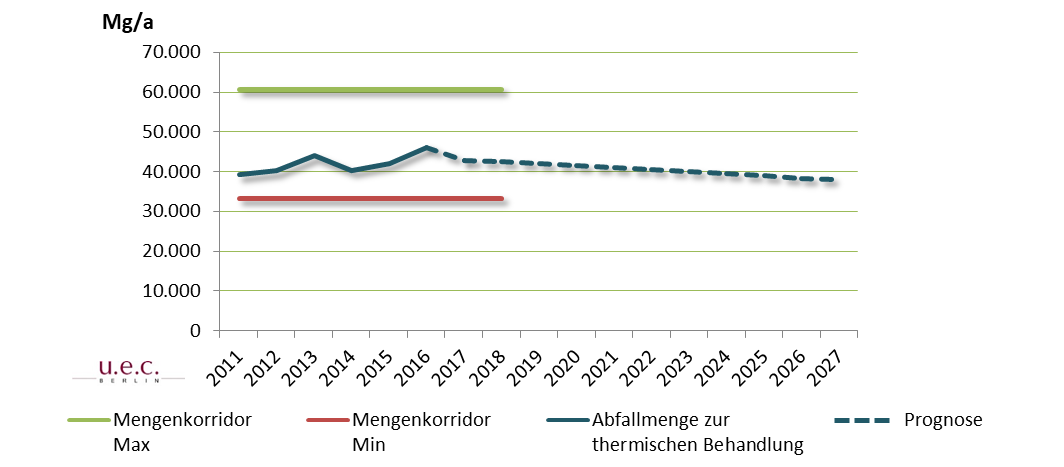 Mg/a
70.000
60.000
50.000
40.000
30.000
20.000
10.000
0
2011 2012 2013 2014 2015 2016 2017 2018 2019 2020 2021 2022 2023 2024 2025 2026 2027
u.e.c.
BERLIN
Mengenkorridor
Max
Mengenkorridor
Min
Abfallmenge zur
thermischen Behandlung
Prognose